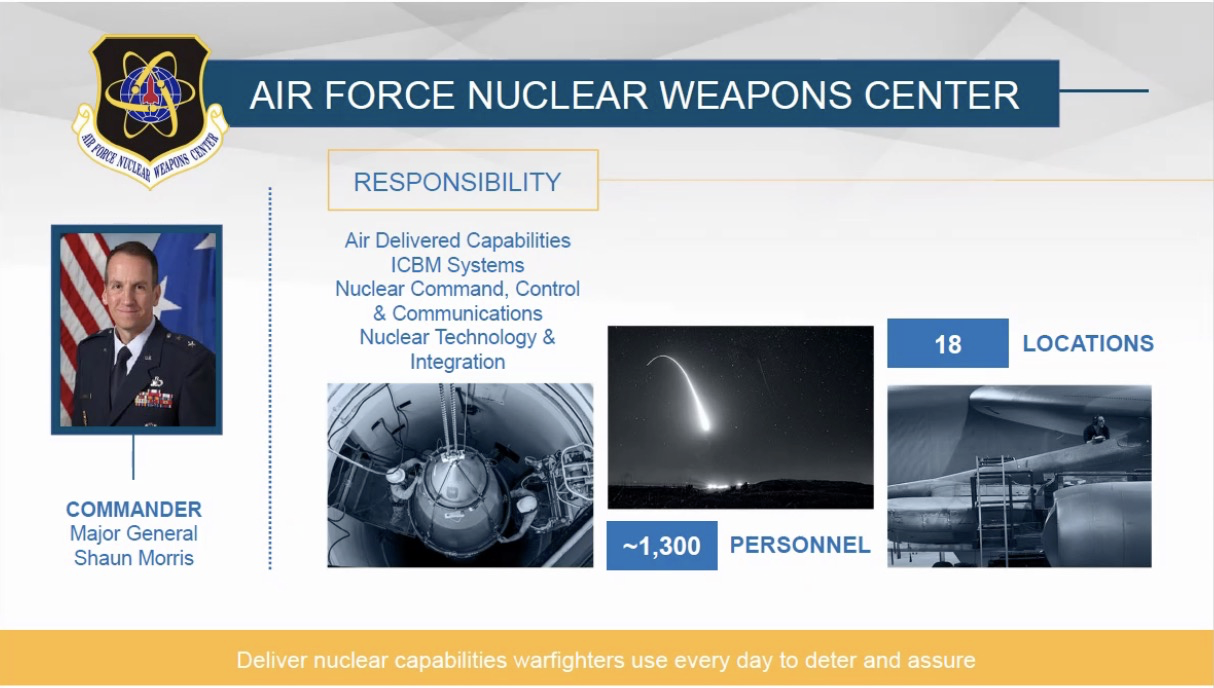 AIR FORCE NUCLEAR WEAPONS CENTER
AIR FORCE NUCLEAR WEAPONS CENTER
RESPONSIBILITY
Air Delivered Capabilities
ICBM Systems
Nuclear Command, Control
& Communications
Nuclear Technology &
Integration
COMMANDER
Major General
Shaun Morris
~1,300 PERSONNEL
18 LOCATIONS
Deliver nuclear capabilities warfighters use every day to deter and assure